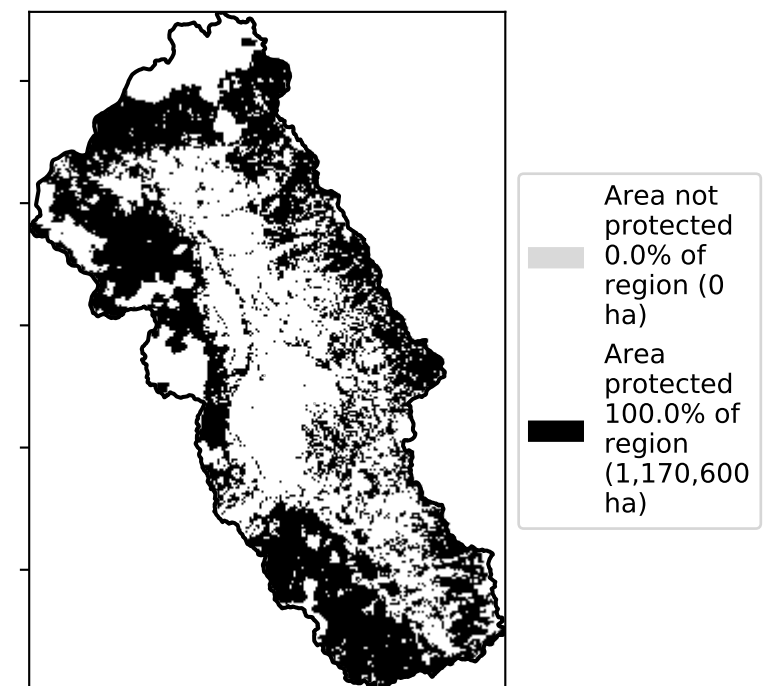 Area not
protected
0.0% of
region (0
ha)
Area
protected
100.0% of
region
(1,170,600
ha)